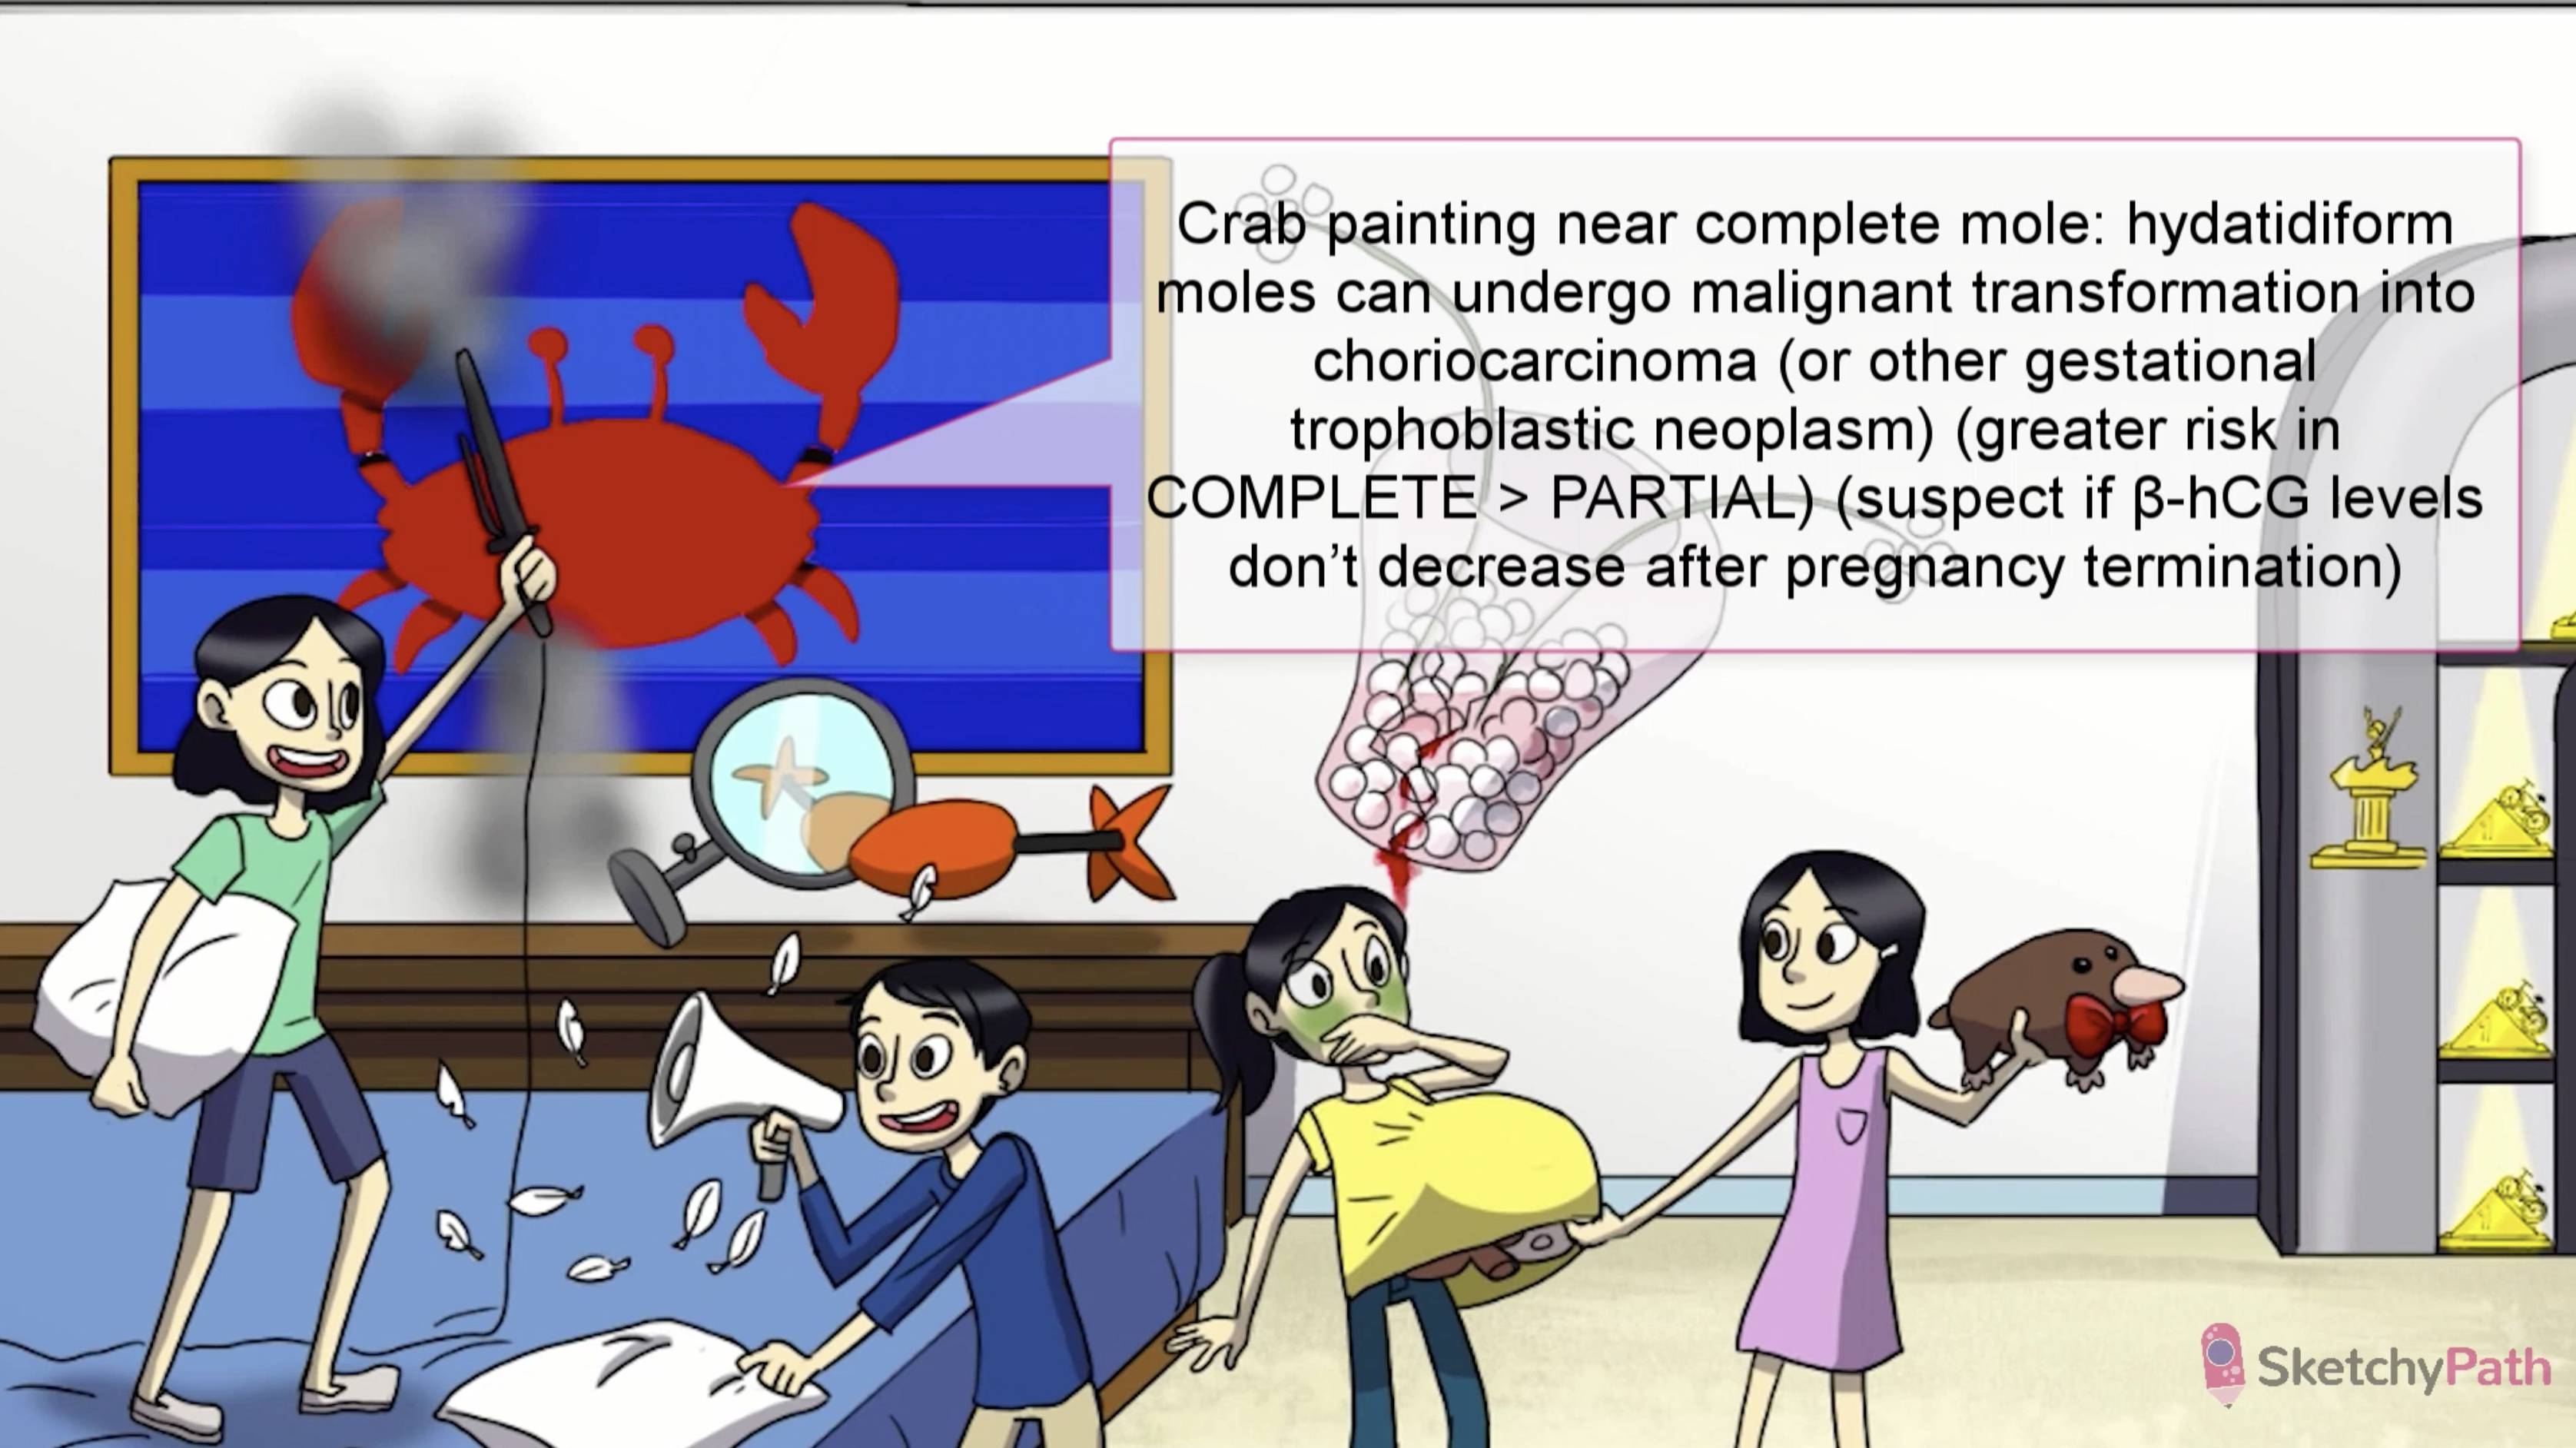 Crab painting near complete mole: hydatidiform
moles can undergo malignant transformation into
choriocarcinoma (or other gestational
trophoblastic neoplasm) (greater risk in
COMPLETE > PARTIAL) (suspect if β-hCG levels
don’t decrease after pregnancy termination)
SketchyPath